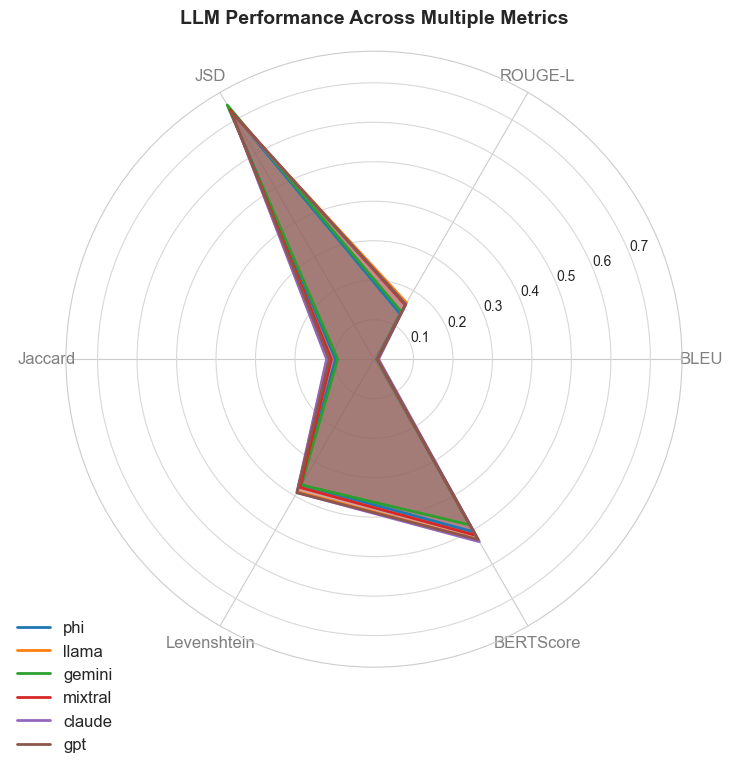 LLM Performance Across Multiple Metrics
JSD
ROUGE-L
0.7
0.6
0.5
0.4
0.3
0.2
0.1
Jaccard
BLEU
Levenshtein
BERTScore
phi
llama
gemini
mixtral
claude
gpt